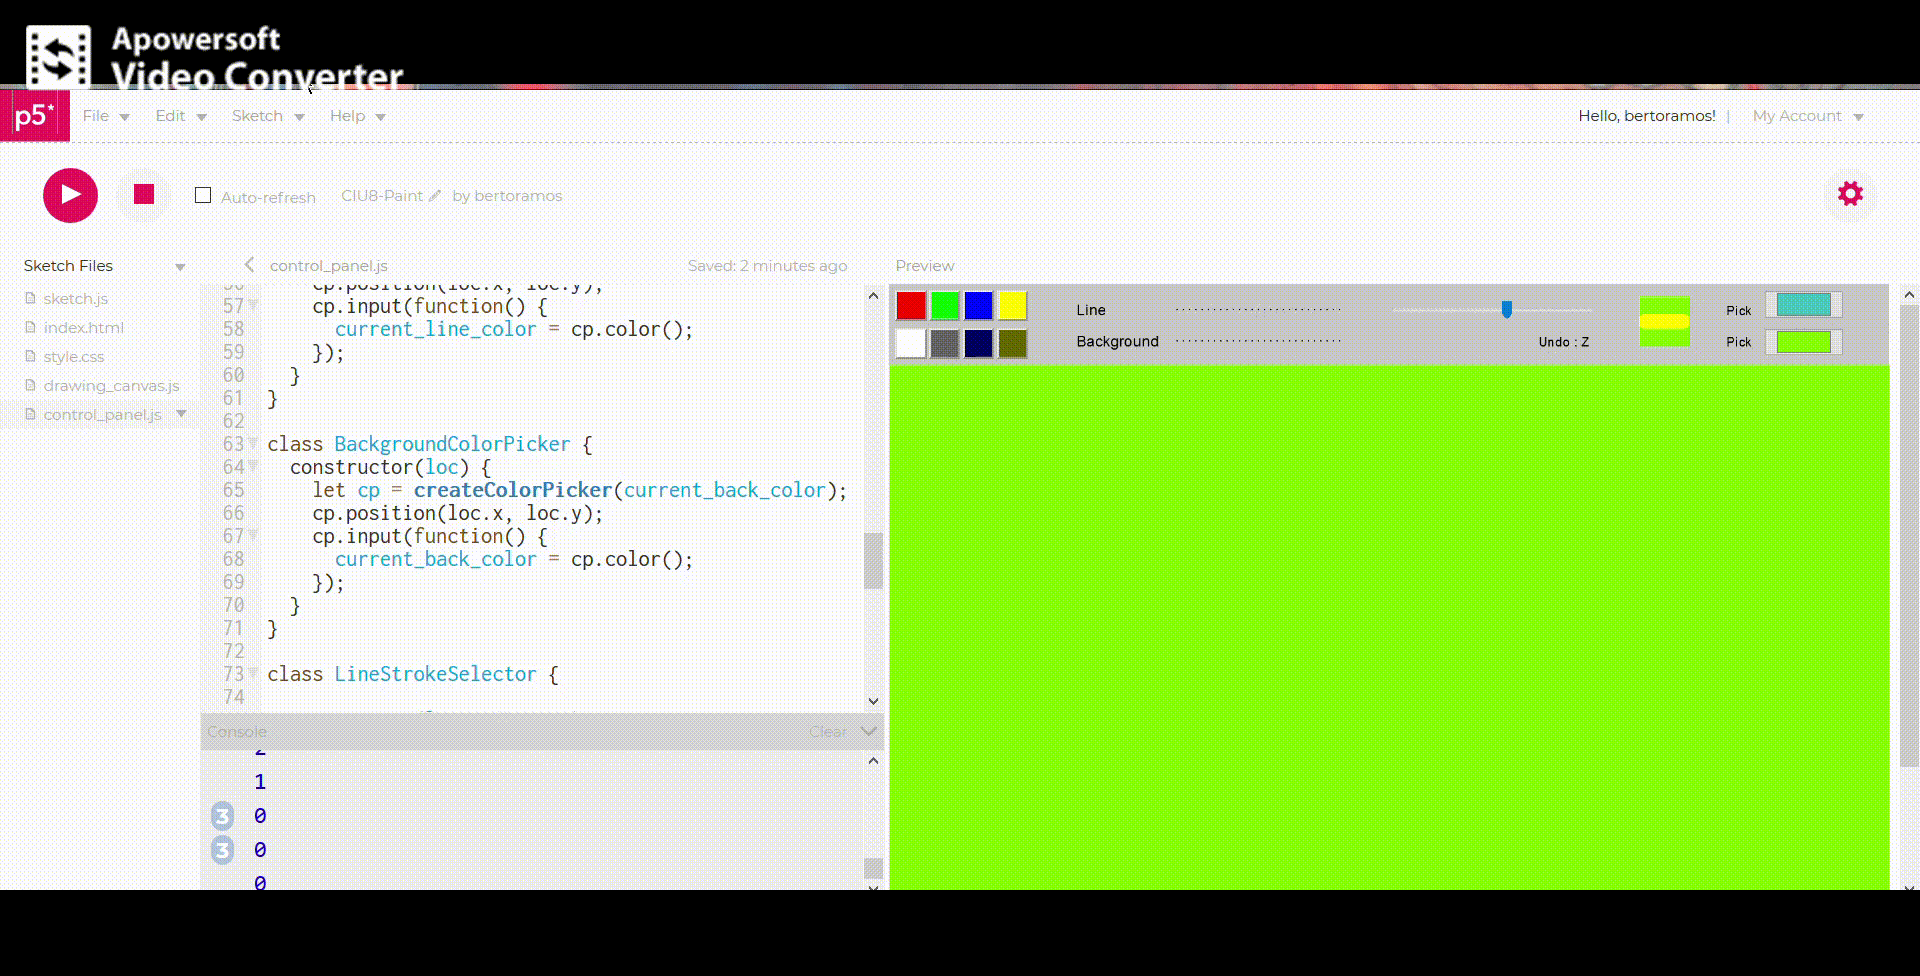 Apowersoft
Video Converter
p5* File Edit Sketch Help Hello, bertoramos! | My Account
Auto-refresh CIU8-Paint by bertoramos
Sketch Files
sketch.js
index.html
style.css
drawing_canvas.js
control_panel.js
control_panel.js Saved: 2 minutes ago
56 cp.position(loc.x, loc.y);
57 cp.input(function() {
58 current_line_color = cp.color();
59 });
60 }
61 }
62
63 class BackgroundColorPicker {
64 constructor(loc) {
65 let cp = createColorPicker(current_back_color);
66 cp.position(loc.x, loc.y);
67 cp.input(function() {
68 current_back_color = cp.color();
69 });
70 }
71 }
72
73 class LineStrokeSelector {
74
Console Clear
2
1
3 0
3 0
0
Preview
Line Pick
Background Undo : Z Pick